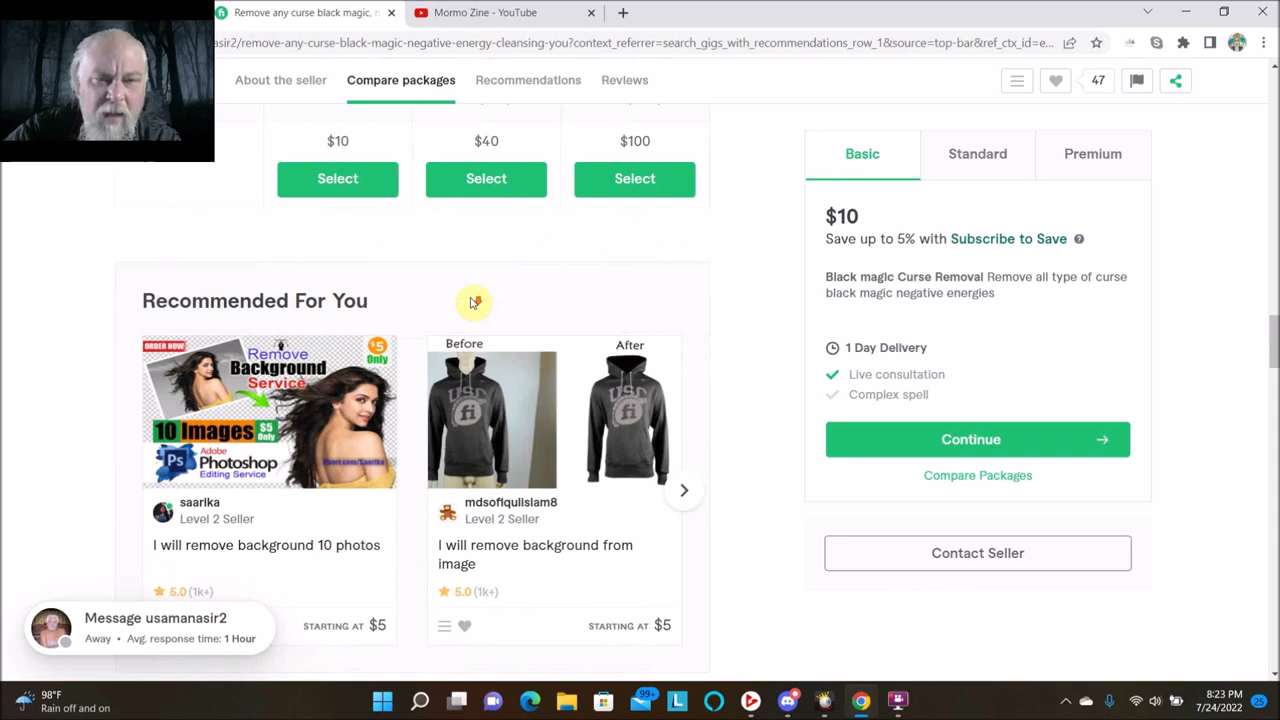 Remove any curse black magic, n
Mormo Zine - YouTube
asir2/remove-any-curse-black-magic-negative-energy-cleansing-you?context_referrer=search_gigs_with_recommendations_row_1&source=top-bar&ref_ctx_id=e...
About the seller
Compare packages
Recommendations
Reviews
47
$10
$40
$100
Select
Select
Select
Basic
Standard
Premium
$10
Save up to 5% with Subscribe to Save
Black magic Curse Removal Remove all type of curse
black magic negative energies
1 Day Delivery
Live consultation
Complex spell
Continue
Compare Packages
Contact Seller
Recommended For You
ORDER NOW
Remove
Background
Service
$5
Only
10 Images
$5
Only
Ps
Adobe
Photoshop
Editing Service
Before
After
USC
fi
USC
fi
saarika
Level 2 Seller
I will remove background 10 photos
5.0 (1k+)
STARTING AT $5
mdsofiqulislam8
Level 2 Seller
I will remove background from
image
5.0 (1k+)
STARTING AT $5
Message usamanasir2
Away • Avg. response time: 1 Hour
98°F
Rain off and on
99+
L
8:23 PM
7/24/2022
25